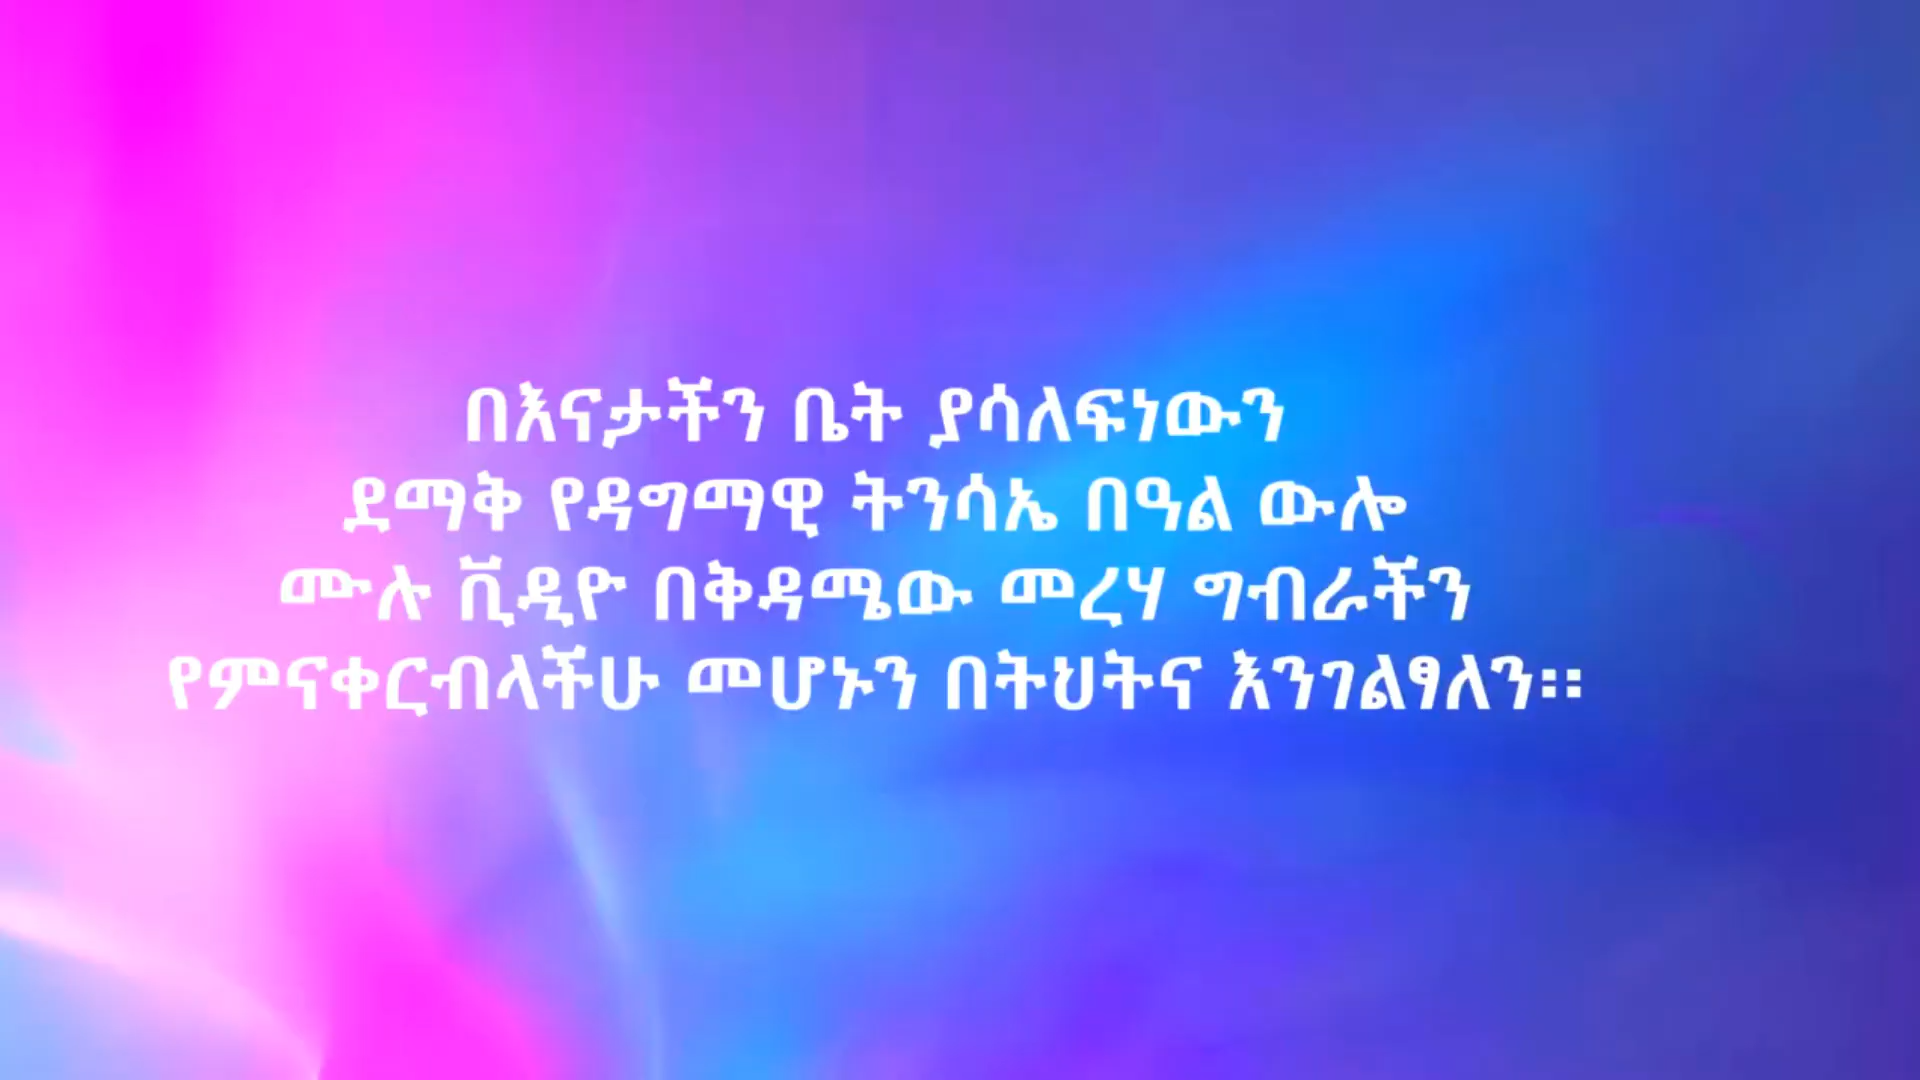 በእናታችን ቤት ያሳለፍነውን
ደማቅ የዳግማዊ ትንሳኤ በዓል ውሎ
ሙሉ ቪዲዮ በቅዳሜው መረሃ ግብራችን
የምናቀርብላችሁ መሆኑን በትህትና እንገልፃለን።